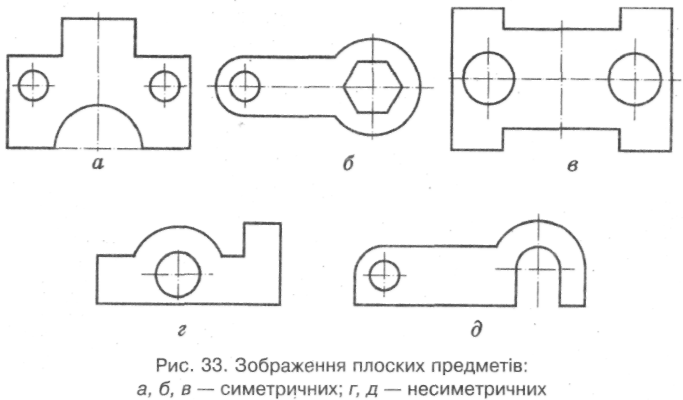 а
б
в
г
д
Рис. 33. Зображення плоских предметів:
а, б, в — симетричних; г, д — несиметричних